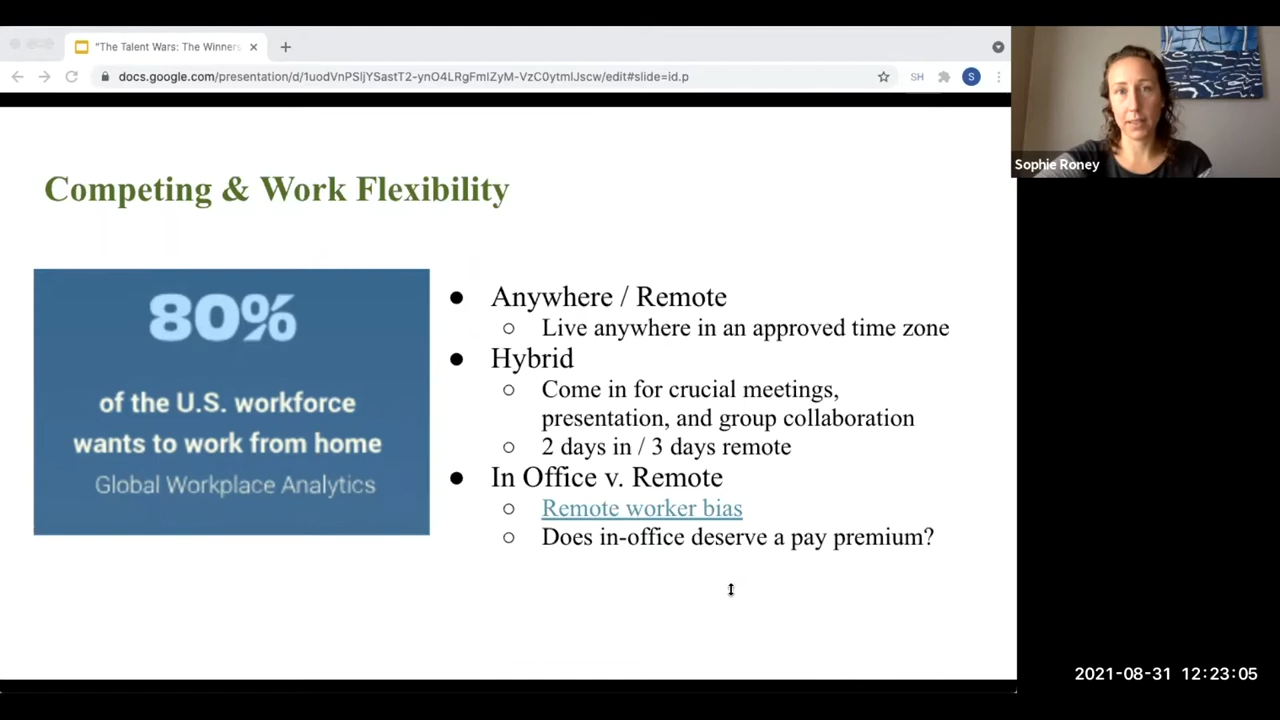 "The Talent Wars: The Winners
docs.google.com/presentation/d/1uodVnPSIjYSastT2-ynO4LRgFmIZyM-VzC0ytmIJscw/edit#slide=id.p
SH
S
Sophie Roney
Competing & Work Flexibility
80%
of the U.S. workforce
wants to work from home
Global Workplace Analytics
● Anywhere / Remote
○ Live anywhere in an approved time zone
● Hybrid
○ Come in for crucial meetings,
presentation, and group collaboration
○ 2 days in / 3 days remote
● In Office v. Remote
○ Remote worker bias
○ Does in-office deserve a pay premium?
2021-08-31 12:23:05